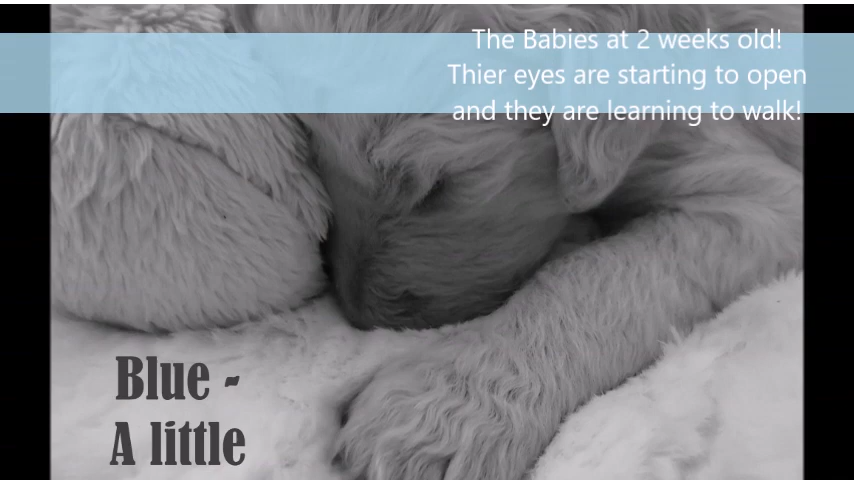 The Babies at 2 weeks old!
Thier eyes are starting to open
and they are learning to walk!
Blue -
A little